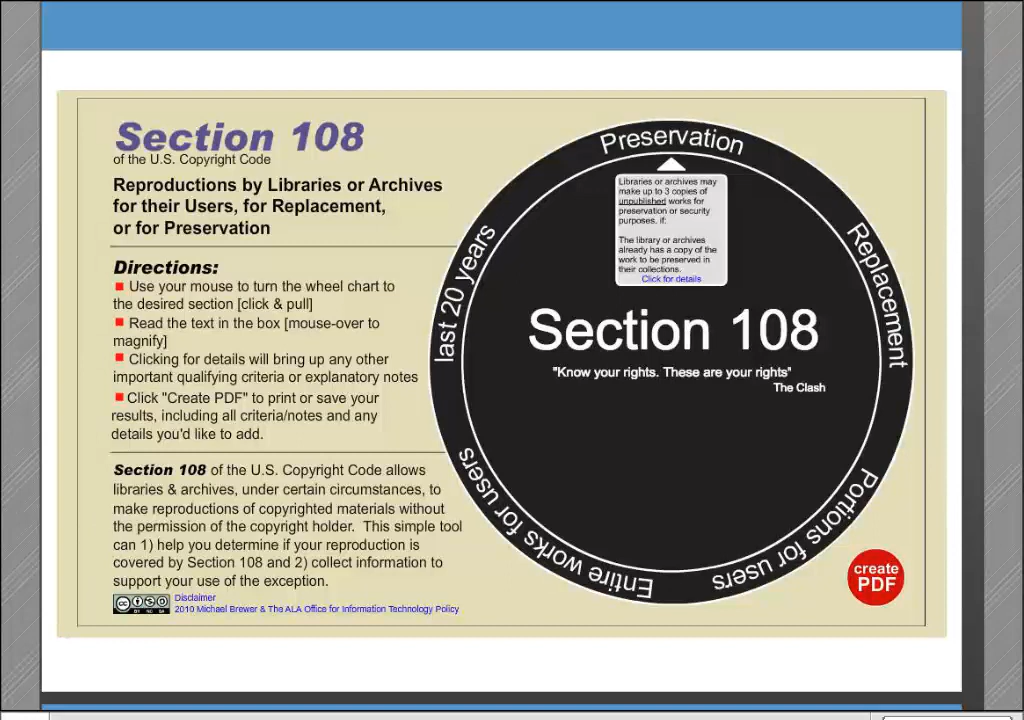 Section 108
of the U.S. Copyright Code
Reproductions by Libraries or Archives
for their Users, for Replacement,
or for Preservation
Directions:
Use your mouse to turn the wheel chart to
the desired section [click & pull]
Read the text in the box [mouse-over to
magnify]
Clicking for details will bring up any other
important qualifying criteria or explanatory notes
Click "Create PDF" to print or save your
results, including all criteria/notes and any
details you'd like to add.
Section 108 of the U.S. Copyright Code allows
libraries & archives, under certain circumstances, to
make reproductions of copyrighted materials without
the permission of the copyright holder. This simple tool
can 1) help you determine if your reproduction is
covered by Section 108 and 2) collect information to
support your use of the exception.
Disclaimer
2010 Michael Brewer & The ALA Office for Information Technology Policy
Preservation
Replacement
Portions for users
Entire works for users
last 20 years
Libraries or archives may
make up to 3 copies of
unpublished works for
preservation or security
purposes, if:
The library or archives
already has a copy of the
work to be preserved in
their collections.
Click for details
Section 108
"Know your rights. These are your rights"
The Clash
create
PDF